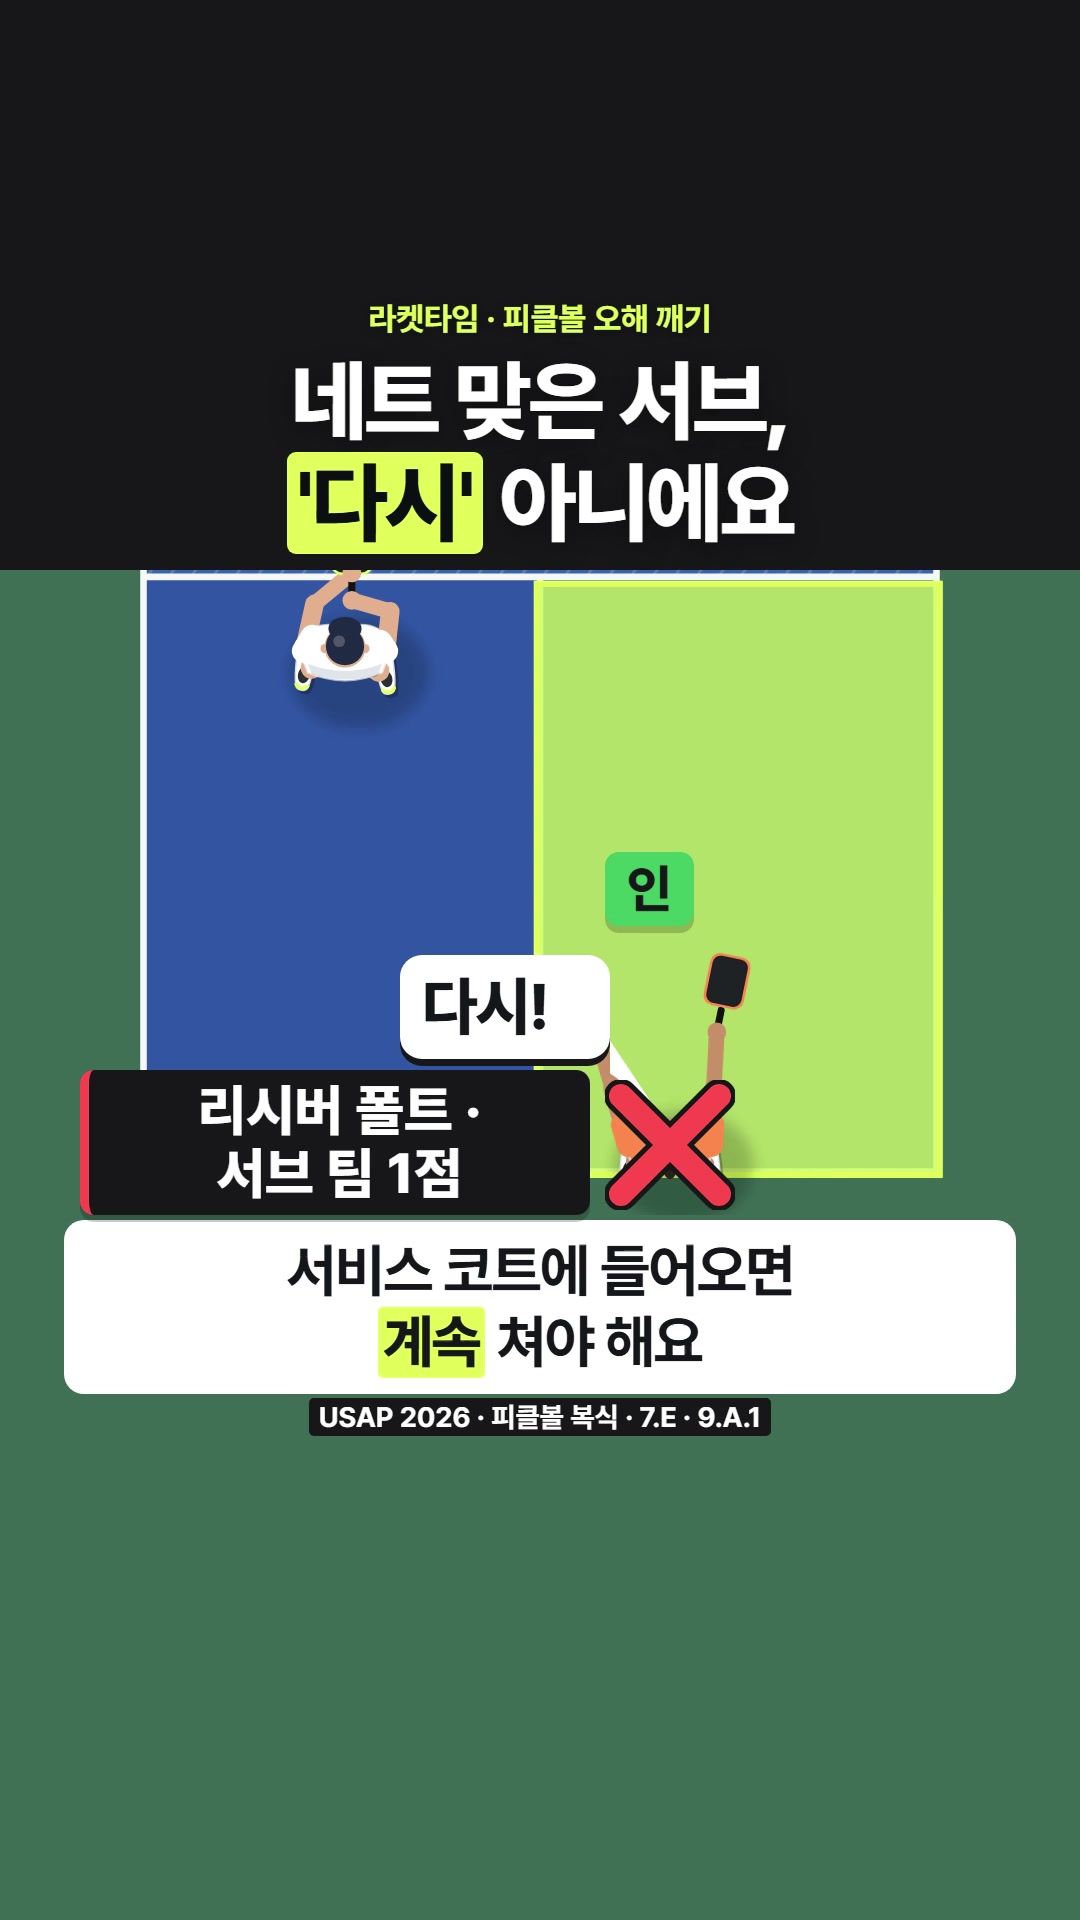 라켓타임 · 피클볼 오해 깨기
네트 맞은 서브,
'다시' 아니에요
인
다시!
리시버 폴트 ·
서브 팀 1점
서비스 코트에 들어오면
계속 쳐야 해요
USAP 2026 · 피클볼 복식 · 7.E · 9.A.1